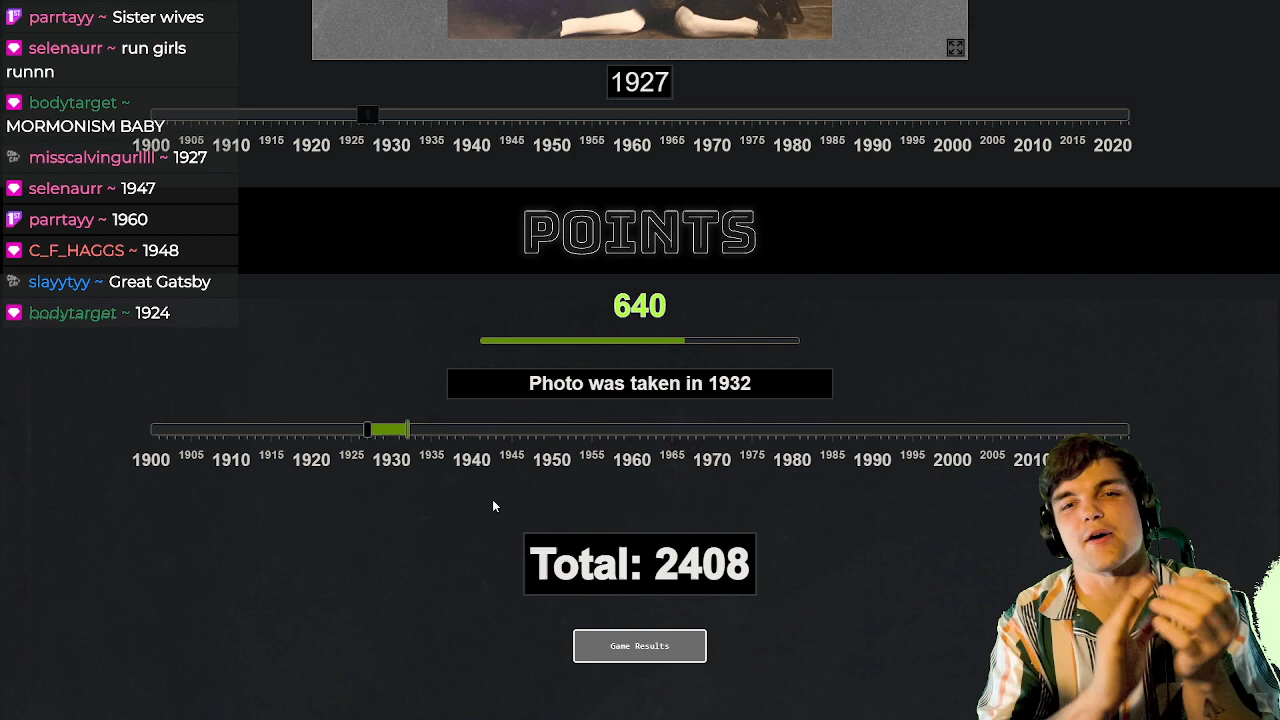 parrtayy ~ Sister wives
selenaurr ~ run girls
runnn
bodytarget ~
MORMONISM BABY
misscalvingurllll ~ 1927
selenaurr ~ 1947
parrtayy ~ 1960
C_F_HAGGS ~ 1948
slayytyy ~ Great Gatsby
bodytarget ~ 1924
1927
1900 1905 1910 1915 1920 1925 1930 1935 1940 1945 1950 1955 1960 1965 1970 1975 1980 1985 1990 1995 2000 2005 2010 2015 2020
POINTS
640
Photo was taken in 1932
1900 1905 1910 1915 1920 1925 1930 1935 1940 1945 1950 1955 1960 1965 1970 1975 1980 1985 1990 1995 2000 2005 2010
Total: 2408
Game Results